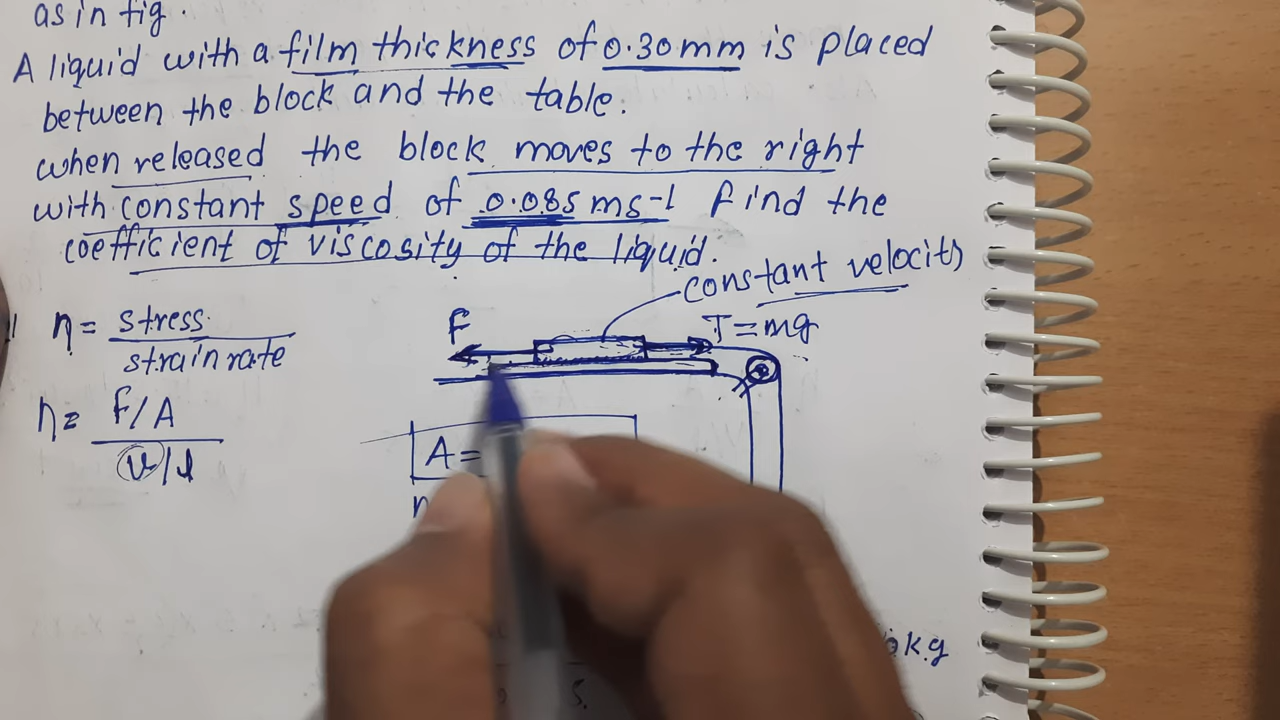 as in fig.
A liquid with a film thickness of 0.30mm is placed
between the block and the table.
when released the block moves to the right
with constant speed of 0.085 ms-1 find the
coefficient of viscosity of the liquid.
constant velocity
η = stress / strain rate
F
T = mg
η = F/A / v/l
A =
kg
s.